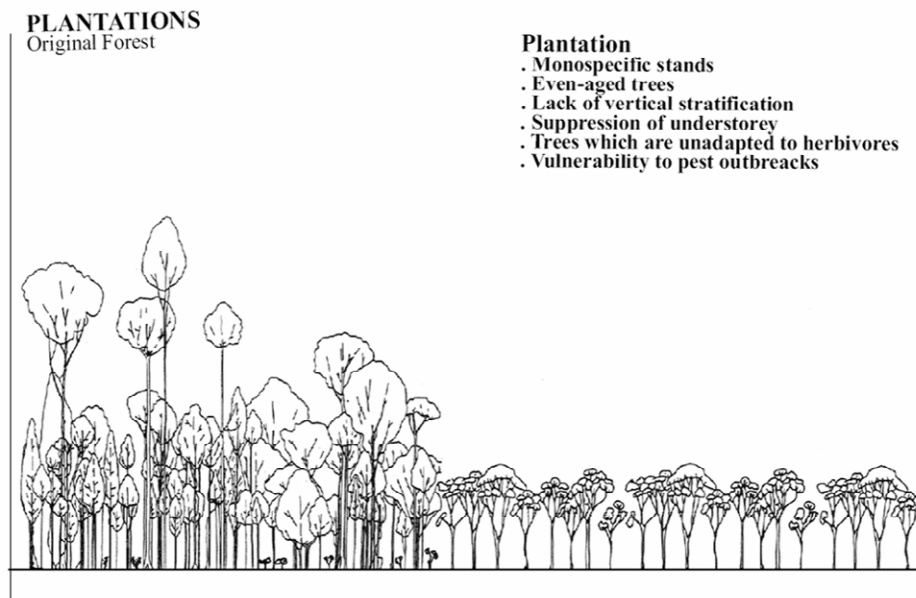 PLANTATIONS
Original Forest
Plantation
. Monospecific stands
. Even-aged trees
. Lack of vertical stratification
. Suppression of understorey
. Trees which are unadapted to herbivores
. Vulnerability to pest outbreacks